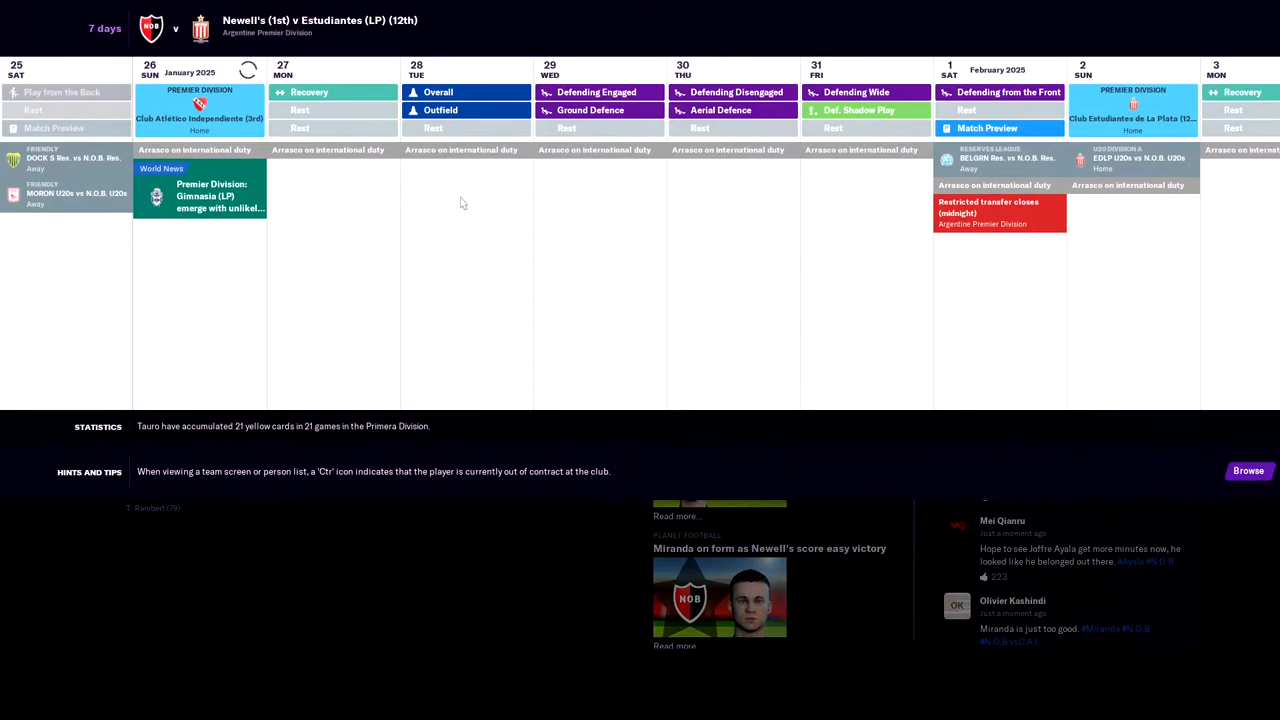 7 days
NOB
v
Newell's (1st) v Estudiantes (LP) (12th)
Argentine Premier Division
25
SAT
Play from the Back
Rest
Match Preview
FRIENDLY
DOCK S Res. vs N.O.B. Res.
Away
FRIENDLY
MORON U20s vs N.O.B. U20s
Away
26
SUN
January 2025
PREMIER DIVISION
Club Atlético Independiente (3rd)
Home
Arrasco on international duty
World News
Premier Division:
Gimnasia (LP)
emerge with unlikel...
27
MON
Recovery
Rest
Rest
Arrasco on international duty
28
TUE
Overall
Outfield
Rest
Arrasco on international duty
29
WED
Defending Engaged
Ground Defence
Rest
Arrasco on international duty
30
THU
Defending Disengaged
Aerial Defence
Rest
Arrasco on international duty
31
FRI
Defending Wide
Def. Shadow Play
Rest
Arrasco on international duty
1
SAT
February 2025
Defending from the Front
Rest
Match Preview
RESERVES LEAGUE
BELGRN Res. vs N.O.B. Res.
Away
Arrasco on international duty
Restricted transfer closes
(midnight)
Argentine Premier Division
2
SUN
PREMIER DIVISION
Club Estudiantes de La Plata (12...
Home
U20 DIVISION A
EDLP U20s vs N.O.B U20s
Home
Arrasco on international duty
3
MON
Recovery
Rest
Rest
Arrasco on internat
STATISTICS
Tauro have accumulated 21 yellow cards in 21 games in the Primera Division.
HINTS AND TIPS
When viewing a team screen or person list, a 'Ctr' icon indicates that the player is currently out of contract at the club.
Browse
T. Rambert (79)
Read more...
PLANET FOOTBALL
Miranda on form as Newell's score easy victory
NOB
Read more
MQ
Mei Qianru
Just a moment ago
Hope to see Joffre Ayala get more minutes now, he
looked like he belonged out there. #Ayala #N.O.B
223
OK
Olivier Kashindi
Just a moment ago
Miranda is just too good. #Miranda #N.O.B
#N.O.B.vsC.A.I